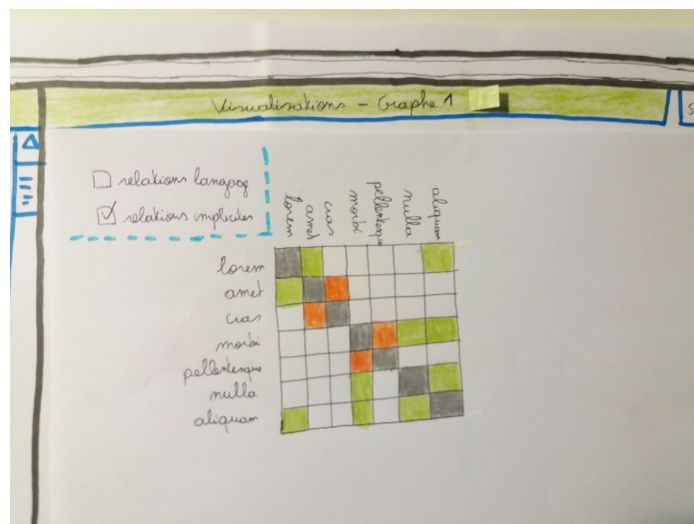 Visualisations - Graphe 1
relations langage
relations implicites
lorem
amet
cras
morbi
pellentesque
nulla
aliquam
lorem
amet
cras
morbi
pellentesque
nulla
aliquam